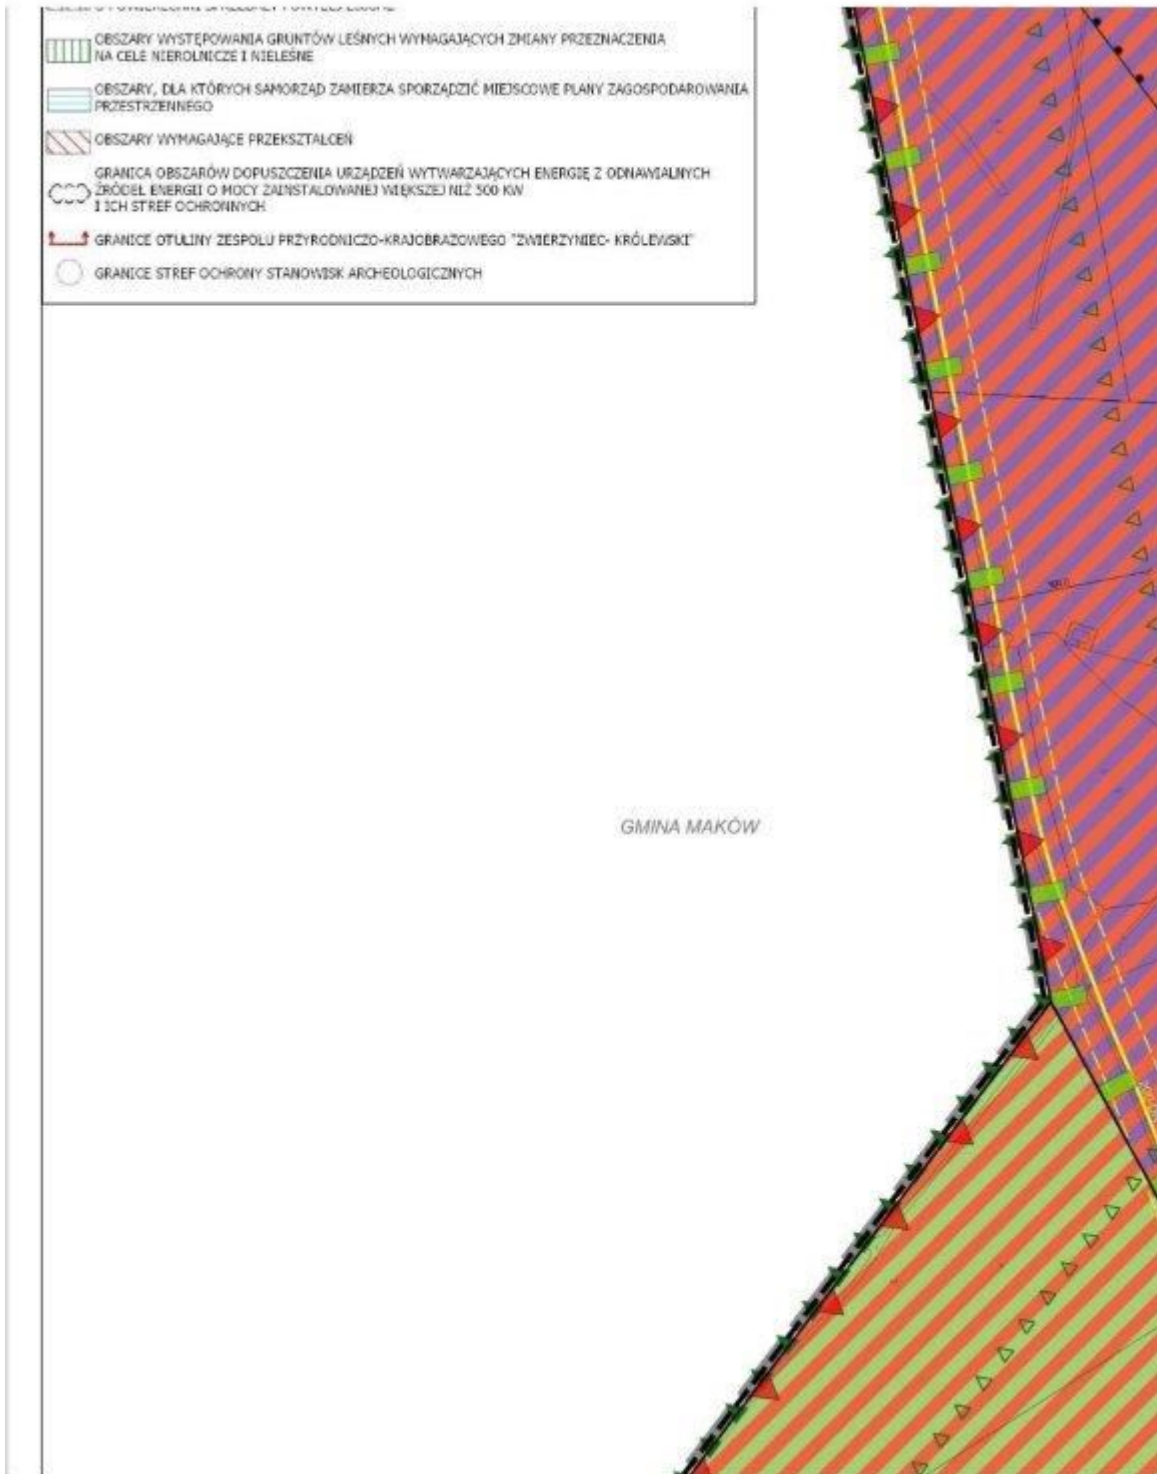 OBSZARY WYSTĘPOWANIA GRUNTÓW LEŚNYCH WYMAGAJĄCYCH ZMIANY PRZEZNACZENIA
NA CELE NIEROLNICZE I NIELEŚNE
OBSZARY, DLA KTÓRYCH SAMORZĄD ZAMIERZA SPORZĄDZIĆ MIEJSCOWE PLANY ZAGOSPODAROWANIA
PRZESTRZENNEGO
OBSZARY WYMAGAJĄCE PRZEKSZTAŁCEŃ
GRANICA OBSZARÓW DOPUSZCZENIA URZĄDZEŃ WYTWARZAJĄCYCH ENERGIĘ Z ODNAWIALNYCH
ŹRÓDEŁ ENERGII O MOCY ZAINSTALOWANEJ WIĘKSZEJ NIŻ 500 KW
I ICH STREF OCHRONNYCH
GRANICE OTULINY ZESPOŁU PRZYRODNICZO-KRAJOBRAZOWEGO "ZWIERZYNIEC- KRÓLEWSKI"
GRANICE STREF OCHRONY STANOWISK ARCHEOLOGICZNYCH
GMINA MAKÓW